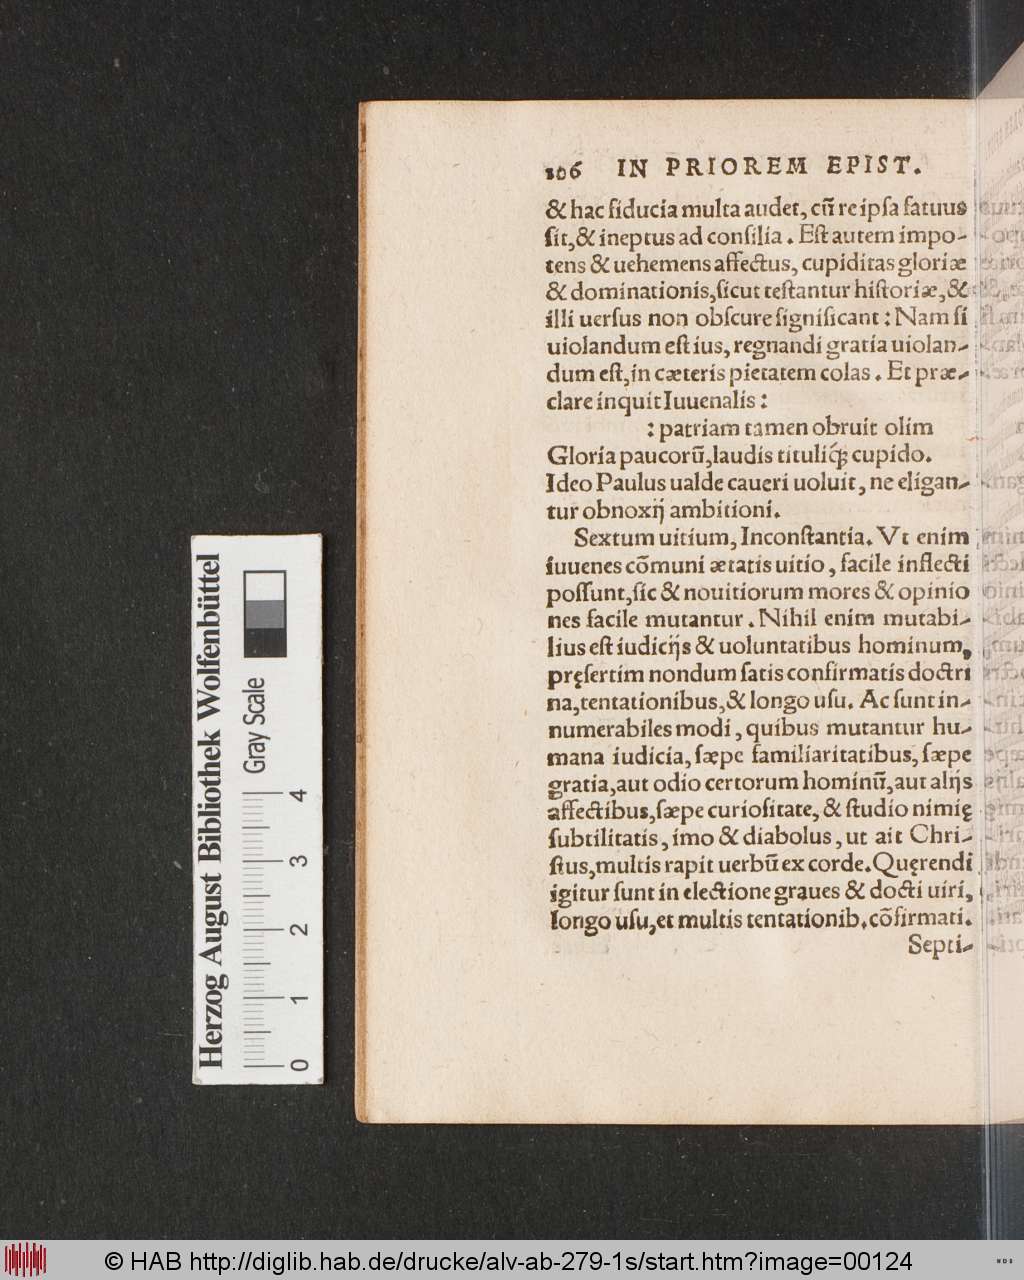 106 IN PRIOREM EPIST.
& hac fiducia multa audet, cũ re ipſa fatuus
ſit, & ineptus ad conſilia. Eſt autem impo-
tens & uehemens affectus, cupiditas gloriæ
& dominationis, ſicut teſtantur hiſtoriæ, &
illi uerſus non obſcure ſignificant: Nam ſi
uiolandum eſt ius, regnandi gratia uiolan-
dum eſt, in cæteris pietatem colas. Et præ-
clare inquit Iuuenalis:
: patriam tamen obruit olim
Gloria paucorũ, laudis tituliq́; cupido.
Ideo Paulus ualde caueri uoluit, ne eligan-
tur obnoxij ambitioni.
Sextum uitium, Inconſtantia. Vt enim
iuuenes cõmuni ætatis uitio, facile inflecti
poſſunt, ſic & nouitiorum mores & opinio
nes facile mutantur. Nihil enim mutabi-
lius eſt iudicijs & uoluntatibus hominum,
pręſertim nondum ſatis confirmatis doctri
na, tentationibus, & longo uſu. Ac ſunt in-
numerabiles modi, quibus mutantur hu-
mana iudicia, ſæpe familiaritatibus, ſæpe
gratia, aut odio certorum hominũ, aut alijs
affectibus, ſæpe curioſitate, & ſtudio nimię
ſubtilitatis, imo & diabolus, ut ait Chri-
ſtus, multis rapit uerbũ ex corde. Quęrendi
igitur ſunt in electione graues & docti uiri,
longo uſu, et multis tentationib. cõfirmati.
Septi-
Herzog August Bibliothek Wolfenbüttel
Gray Scale
0 1 2 3 4
© HAB http://diglib.hab.de/drucke/alv-ab-279-1s/start.htm?image=00124